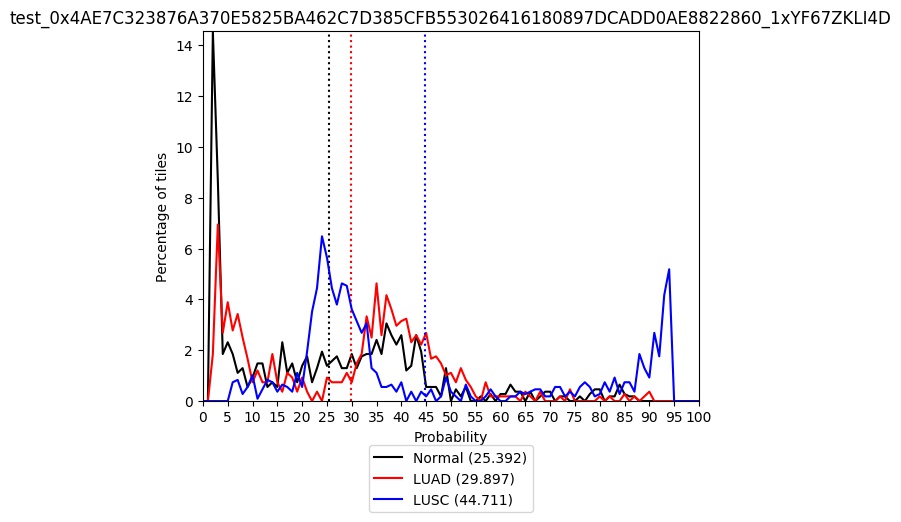 test_0x4AE7C323876A370E5825BA462C7D385CFB553026416180897DCADD0AE8822860_1xYF67ZKLI4D
14
12
10
8
6
4
2
0
Percentage of tiles
0 5 10 15 20 25 30 35 40 45 50 55 60 65 70 75 80 85 90 95 100
Probability
Normal (25.392)
LUAD (29.897)
LUSC (44.711)